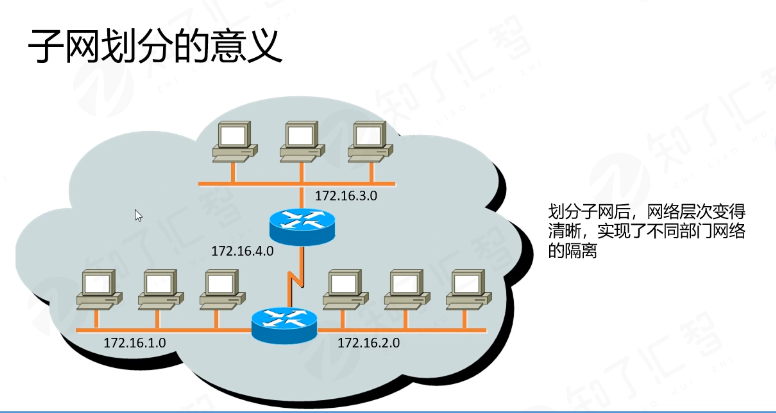 子网划分的意义
172.16.3.0
172.16.4.0
172.16.1.0
172.16.2.0
划分子网后，网络层次变得
清晰，实现了不同部门网络
的隔离
知了汇智